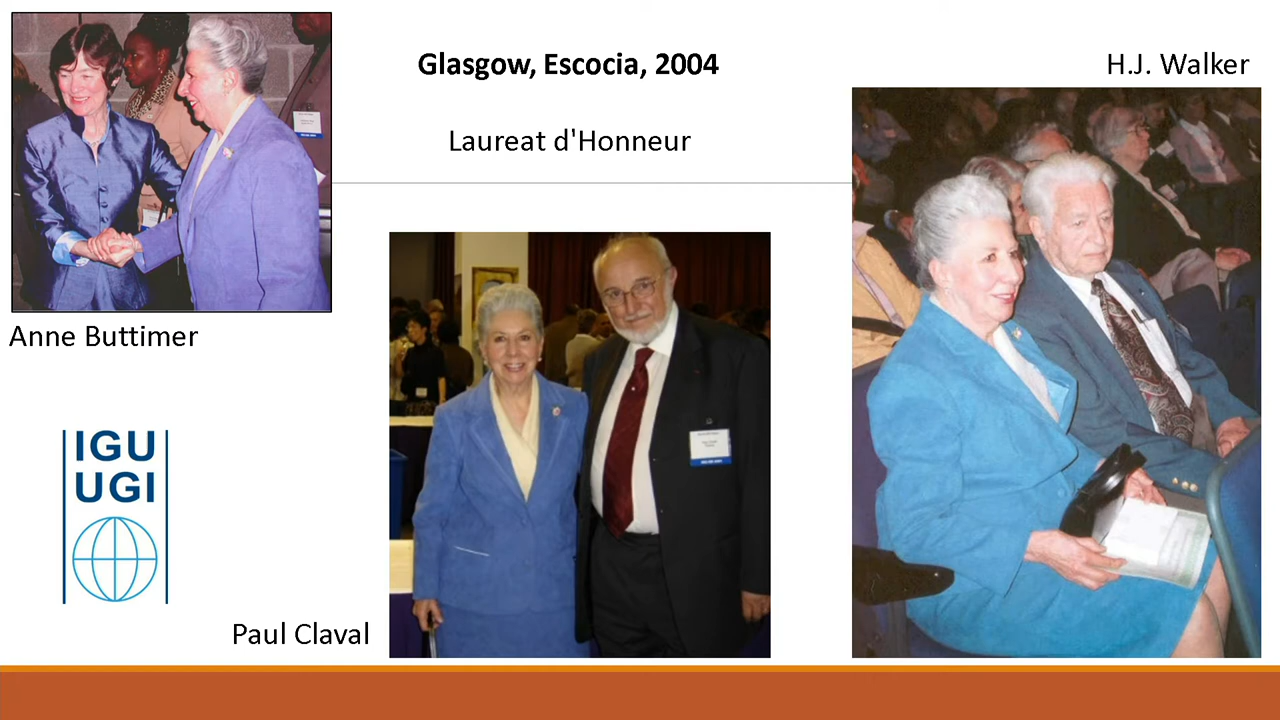 Glasgow, Escocia, 2004
H.J. Walker
Laureat d'Honneur
Anne Buttimer
IGU
UGI
Paul Claval